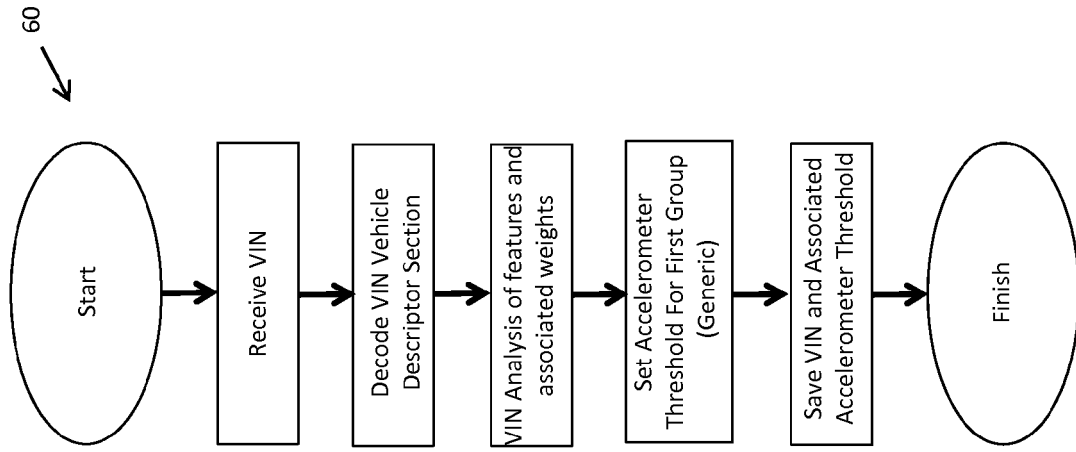 60
Start
Receive VIN
Decode VIN Vehicle
Descriptor Section
VIN Analysis of features and
associated weights
Set Accelerometer
Threshold For First Group
(Generic)
Save VIN and Associated
Accelerometer Threshold
Finish